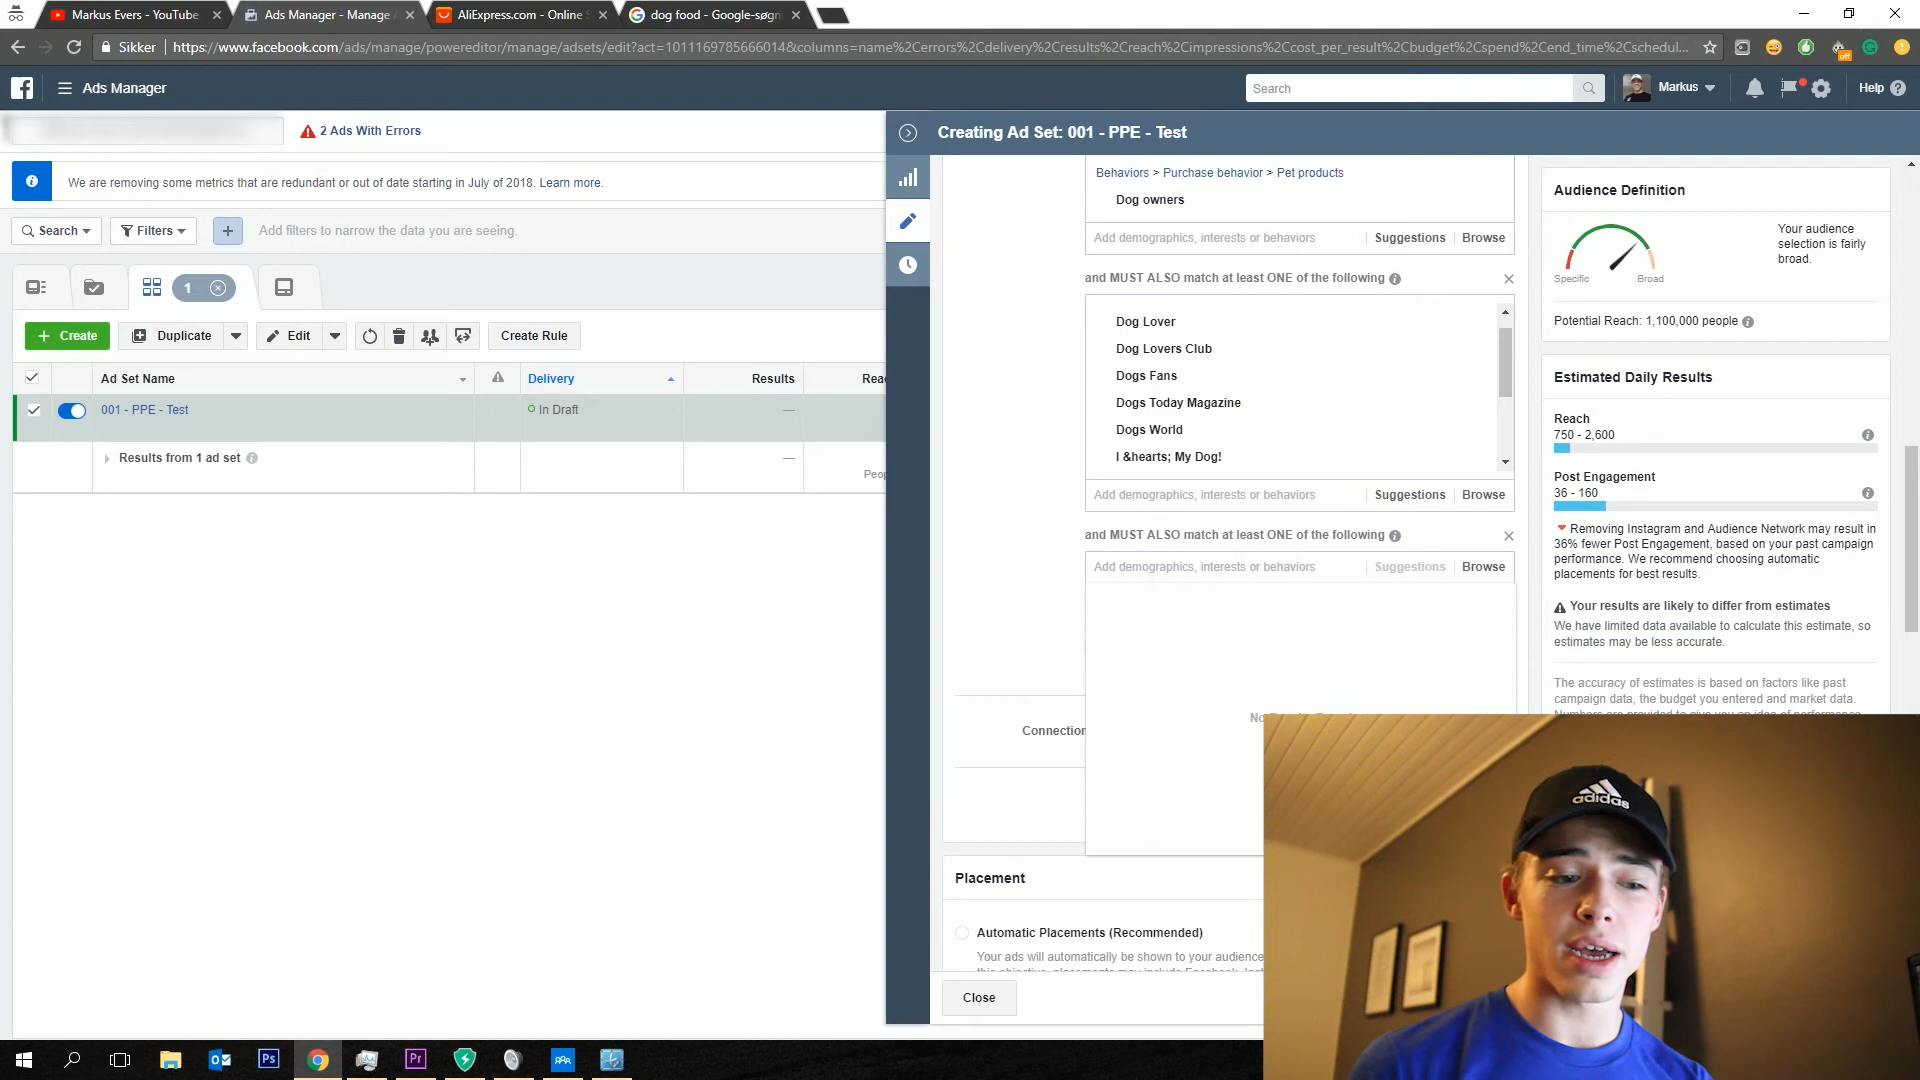 Markus Evers - YouTube
Ads Manager - Manage A
AliExpress.com - Online S
dog food - Google-søgn
Sikker
https://www.facebook.com/ads/manage/powereditor/manage/adsets/edit?act=1011169785666014&columns=name%2Cerrors%2Cdelivery%2Cresults%2Creach%2Cimpressions%2Ccost_per_result%2Cbudget%2Cspend%2Cend_time%2Cschedul...
off
Ads Manager
Search
Markus
Help
2 Ads With Errors
We are removing some metrics that are redundant or out of date starting in July of 2018. Learn more.
Search
Filters
Add filters to narrow the data you are seeing.
1
Create
Duplicate
Edit
Create Rule
Ad Set Name
Delivery
Results
Reac
001 - PPE - Test
In Draft
—
Results from 1 ad set
—
Peop
Creating Ad Set: 001 - PPE - Test
Behaviors > Purchase behavior > Pet products
Dog owners
Add demographics, interests or behaviors
Suggestions
Browse
and MUST ALSO match at least ONE of the following
Dog Lover
Dog Lovers Club
Dogs Fans
Dogs Today Magazine
Dogs World
I &hearts; My Dog!
Add demographics, interests or behaviors
Suggestions
Browse
and MUST ALSO match at least ONE of the following
Add demographics, interests or behaviors
Suggestions
Browse
No
Connection
Placement
Automatic Placements (Recommended)
Your ads will automatically be shown to your audience
Close
Audience Definition
Your audience
selection is fairly
broad.
Specific
Broad
Potential Reach: 1,100,000 people
Estimated Daily Results
Reach
750 - 2,600
Post Engagement
36 - 160
Removing Instagram and Audience Network may result in
36% fewer Post Engagement, based on your past campaign
performance. We recommend choosing automatic
placements for best results.
Your results are likely to differ from estimates
We have limited data available to calculate this estimate, so
estimates may be less accurate.
The accuracy of estimates is based on factors like past
campaign data, the budget you entered and market data.
adidas
Ps
Pr